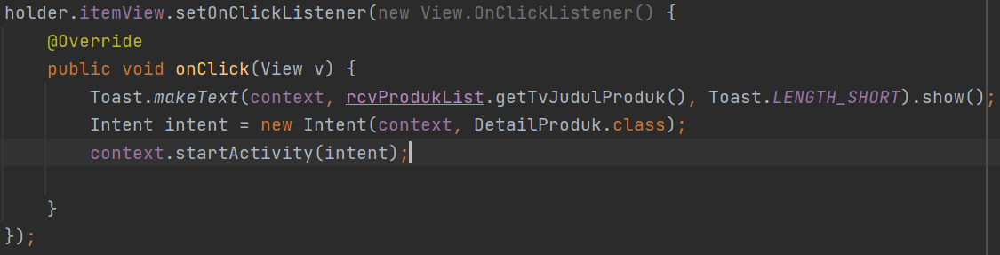 holder.itemView.setOnClickListener(new View.OnClickListener() {
@Override
public void onClick(View v) {
Toast.makeText(context, rcvProdukList.getTvJudulProduk(), Toast.LENGTH_SHORT).show();
Intent intent = new Intent(context, DetailProduk.class);
context.startActivity(intent);
}
});